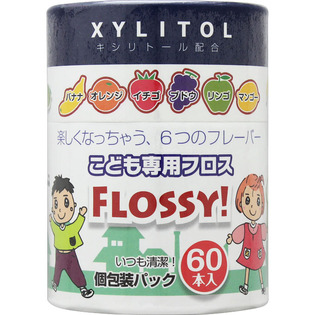 XYLITOL
キシリトール配合
バナナ オレンジ イチゴ ブドウ リンゴ マンゴー
楽しくなっちゃう、6つのフレーバー
こども専用フロス
FLOSSY!
いつも清潔!
個包装パック
60
本入